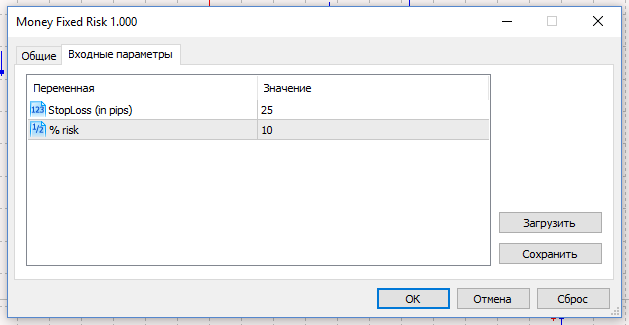 Money Fixed Risk 1.000
Общие Входные параметры
Переменная Значение
123 StopLoss (in pips) 25
1/2 % risk 10
Загрузить
Сохранить
OK Отмена Сброс